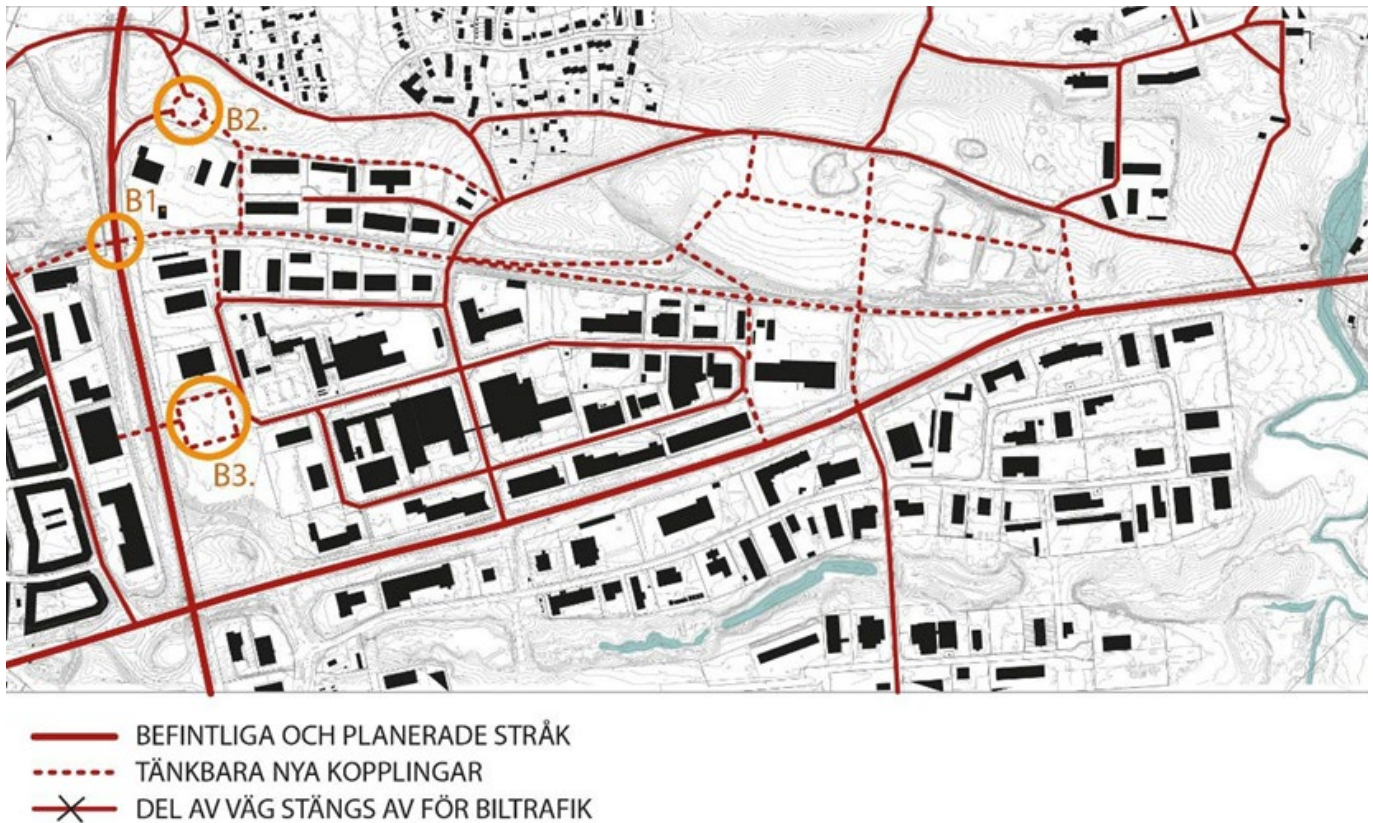 B2.
B1.
B3.
BEFINTLIGA OCH PLANERADE STRÅK
TÄNKBARA NYA KOPPLINGAR
DEL AV VÄG STÄNGS AV FÖR BILTRAFIK